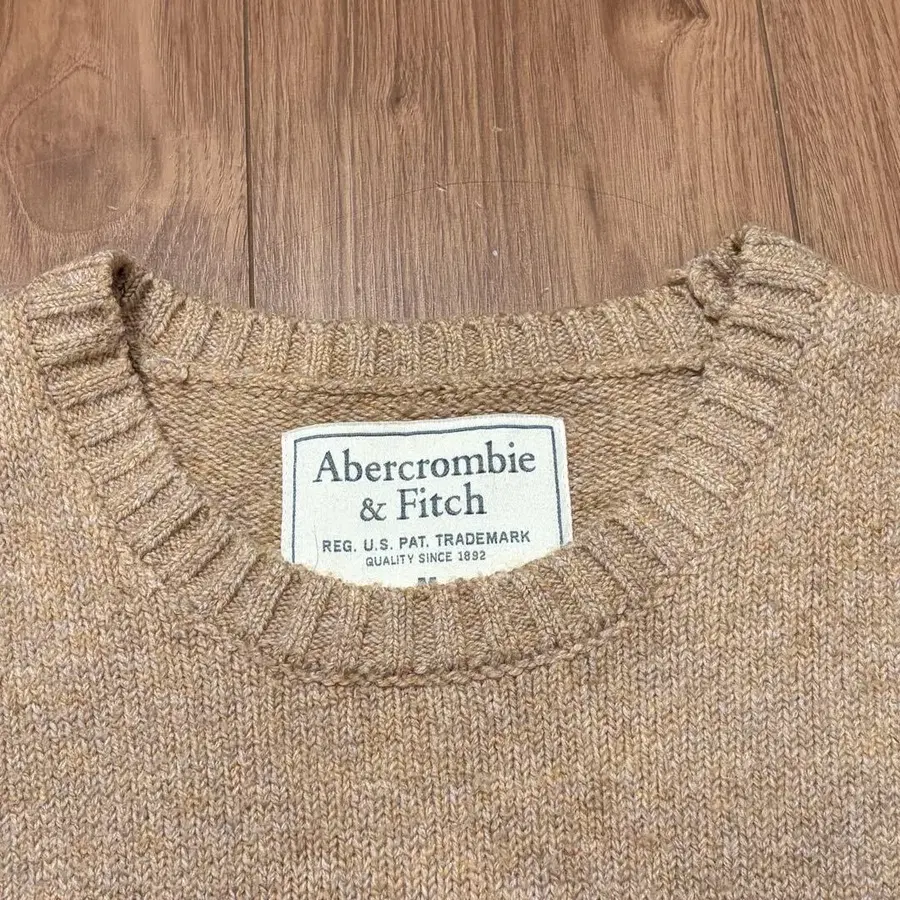 Abercrombie
& Fitch
REG. U.S. PAT. TRADEMARK
QUALITY SINCE 1892